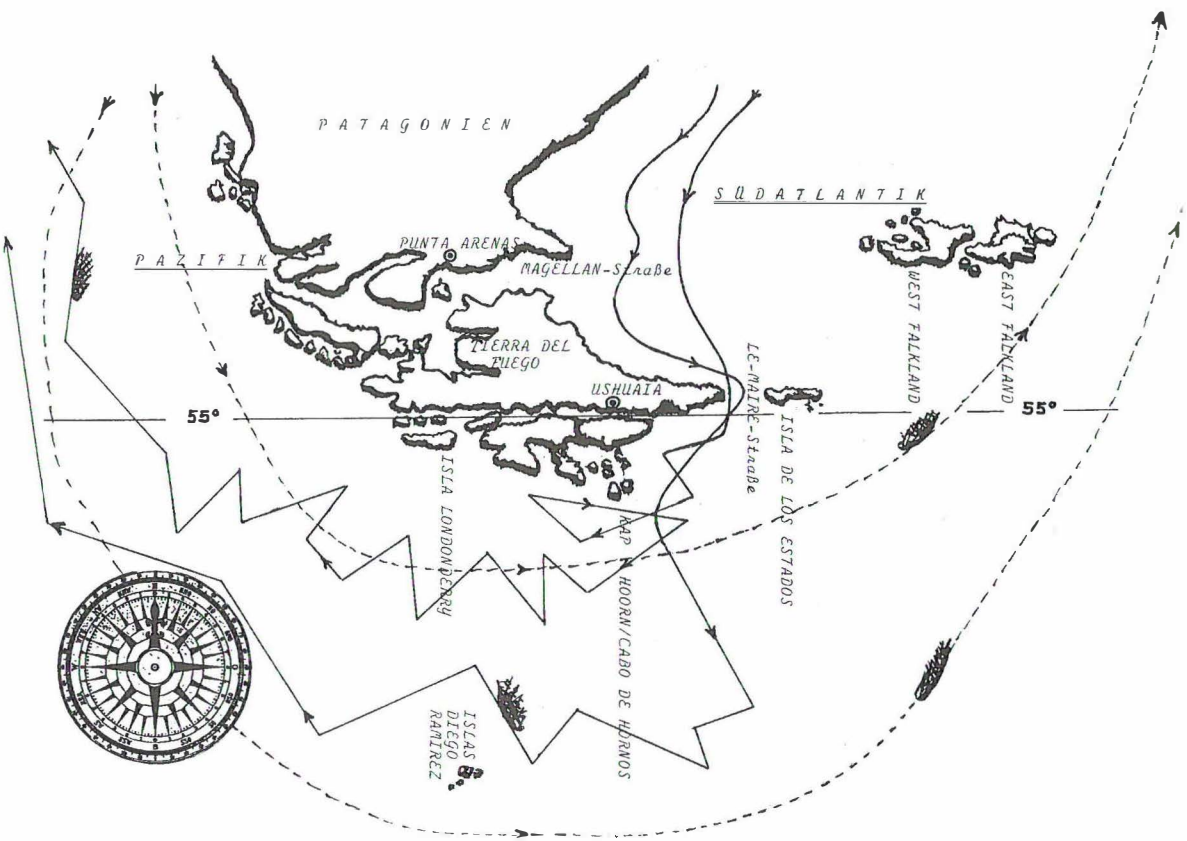 PATAGONIEN
SÜDATLANTIK
PUNTA ARENAS
PAZIFIK
MAGELLAN-Straße
WEST FALKLAND
EAST FALKLAND
TIERRA DEL
FUEGO
USHUAIA
LE-MAIRE-Straße
55°
55°
ISLA LONDONDERRY
ISLA DE LOS ESTADOS
KAP HOORN/CABO DE HORNOS
ISLAS
DIEGO
RAMIREZ